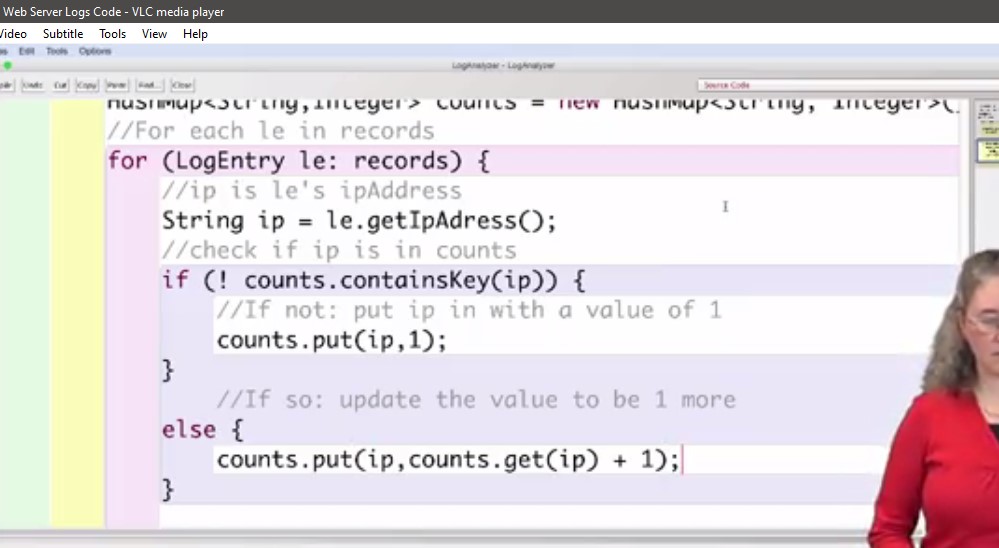 Web Server Logs Code - VLC media player
Video Subtitle Tools View Help
Edit Tools Options
LogAnalyzer - LogAnalyzer
Undo Cut Copy Paste Find... Close Source Code
HashMap<String,Integer> counts = new HashMap<String, Integer>(
//For each le in records
for (LogEntry le: records) {
//ip is le's ipAddress
String ip = le.getIpAdress();
//check if ip is in counts
if (! counts.containsKey(ip)) {
//If not: put ip in with a value of 1
counts.put(ip,1);
}
//If so: update the value to be 1 more
else {
counts.put(ip,counts.get(ip) + 1);
}